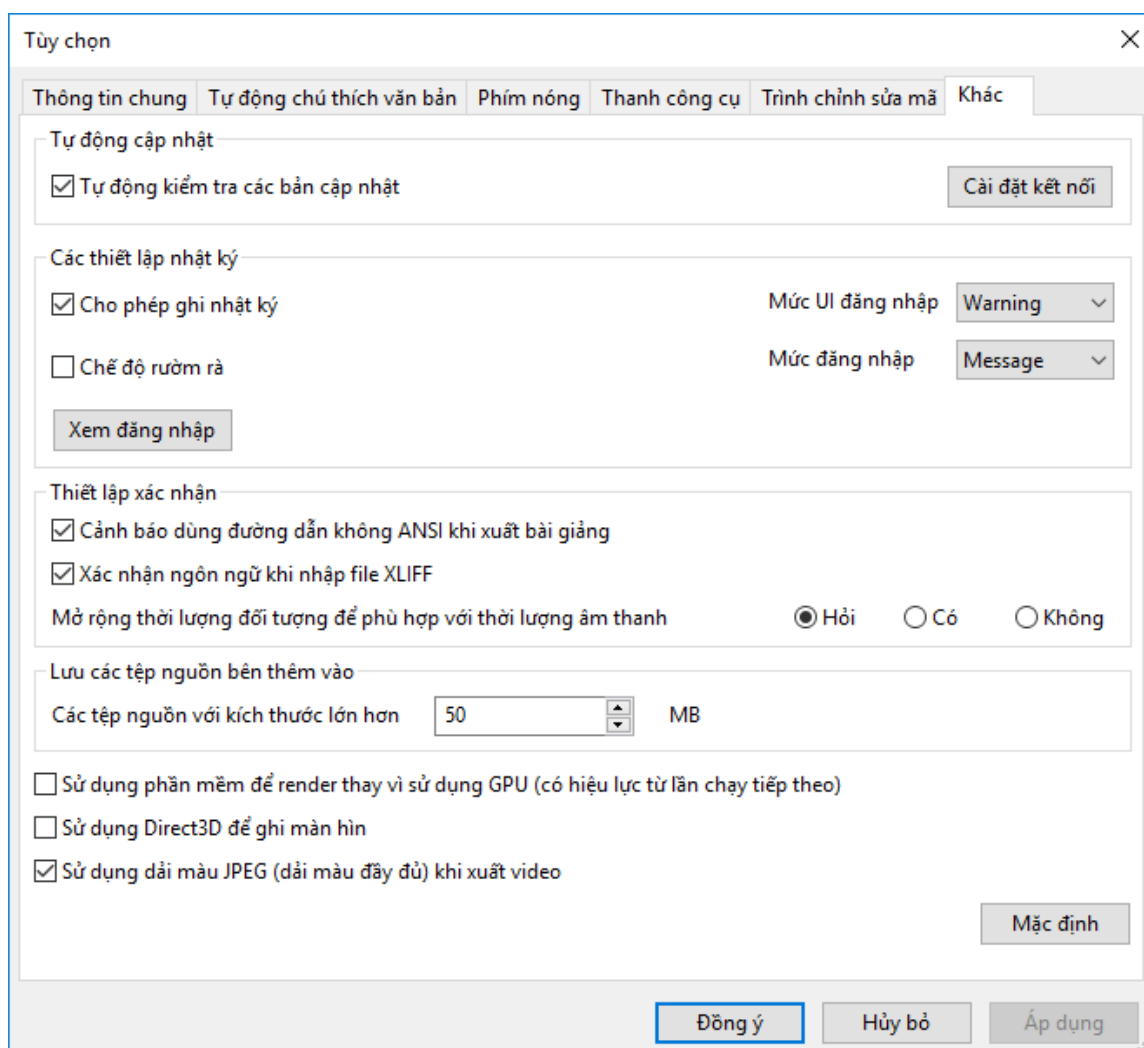 Tùy chọn
Thông tin chung Tự động chú thích văn bản Phím nóng Thanh công cụ Trình chỉnh sửa mã Khác
Tự động cập nhật
Tự động kiểm tra các bản cập nhật Cài đặt kết nối
Các thiết lập nhật ký
Cho phép ghi nhật ký Mức UI đăng nhập Warning
Chế độ rườm rà Mức đăng nhập Message
Xem đăng nhập
Thiết lập xác nhận
Cảnh báo dùng đường dẫn không ANSI khi xuất bài giảng
Xác nhận ngôn ngữ khi nhập file XLIFF
Mở rộng thời lượng đối tượng để phù hợp với thời lượng âm thanh Hỏi Có Không
Lưu các tệp nguồn bên thêm vào
Các tệp nguồn với kích thước lớn hơn 50 MB
Sử dụng phần mềm để render thay vì sử dụng GPU (có hiệu lực từ lần chạy tiếp theo)
Sử dụng Direct3D để ghi màn hìn
Sử dụng dải màu JPEG (dải màu đầy đủ) khi xuất video
Mặc định
Đồng ý Hủy bỏ Áp dụng